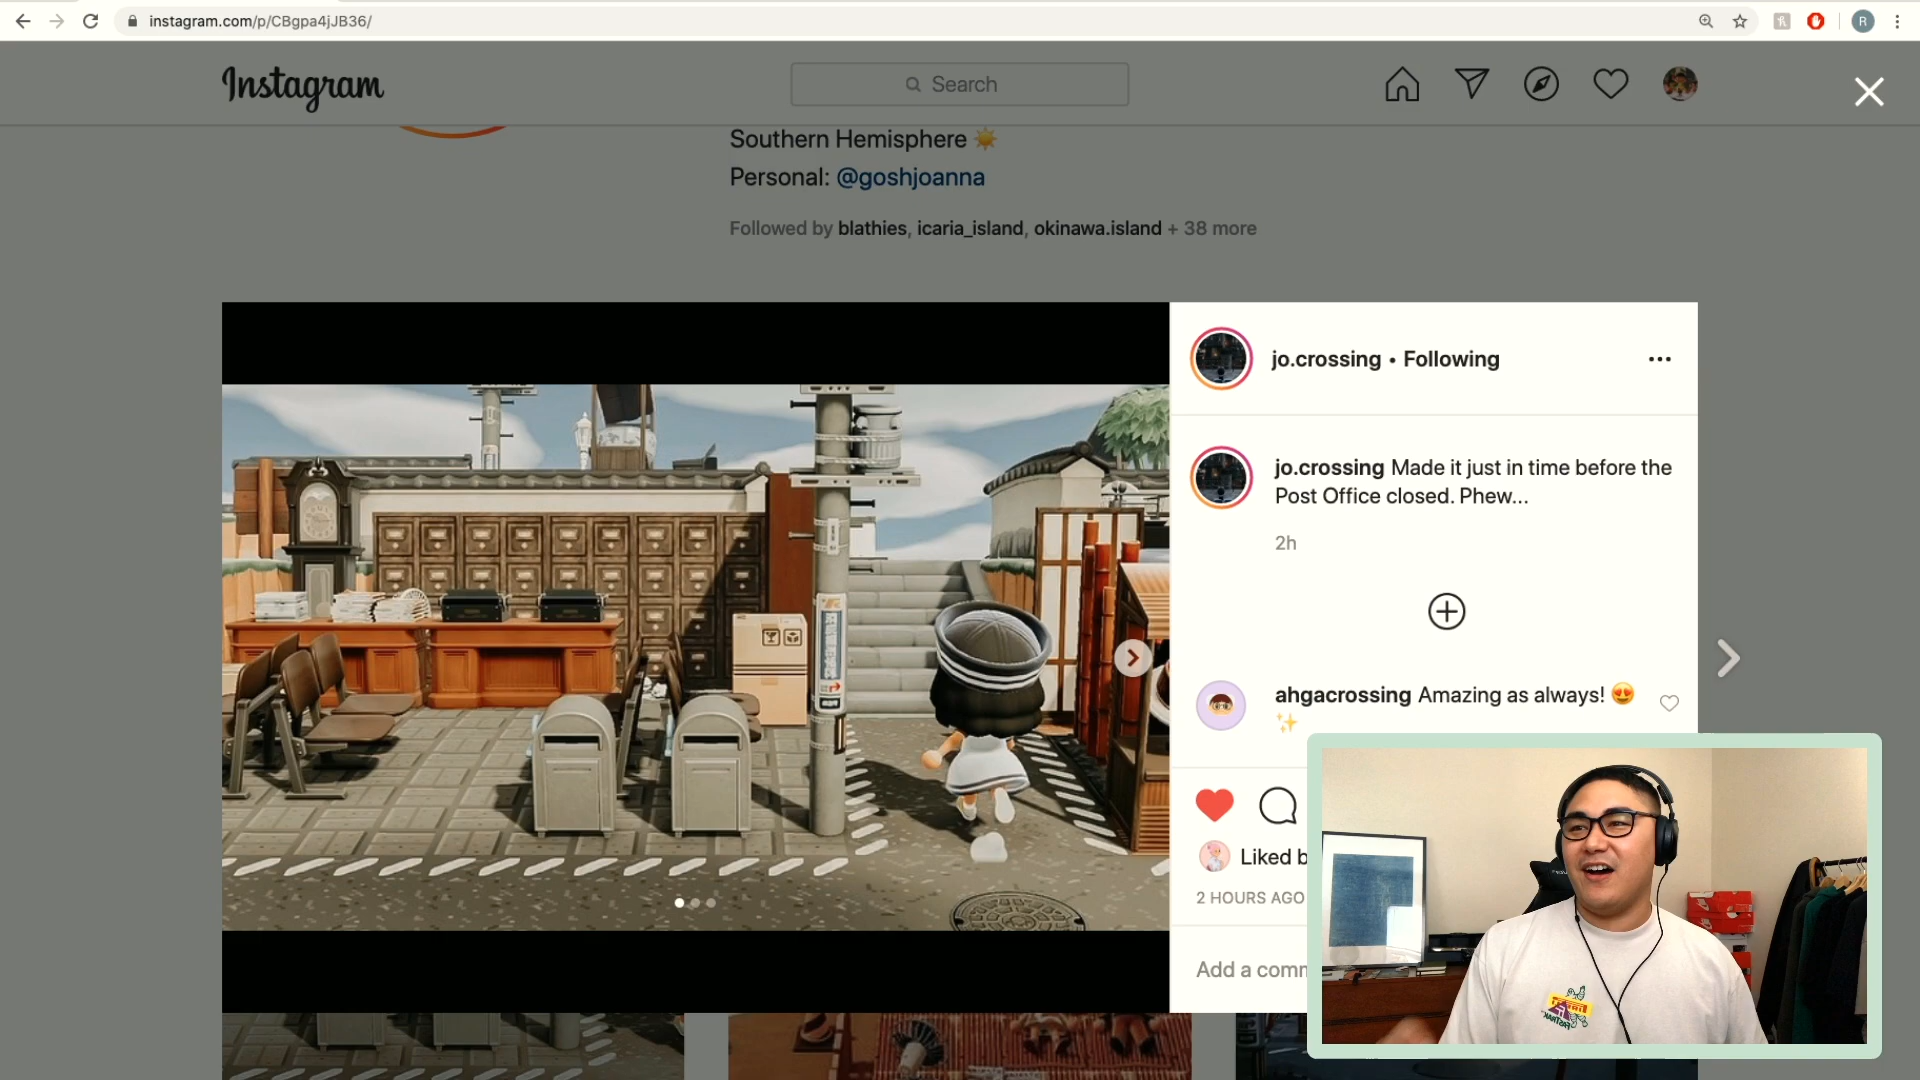 instagram.com/p/CBgpa4jJB36/
R
Instagram
Search
Southern Hemisphere ☀️
Personal: @goshjoanna
Followed by blathies, icaria_island, okinawa.island + 38 more
jo.crossing • Following
jo.crossing Made it just in time before the
Post Office closed. Phew...
2h
ahgacrossing Amazing as always! 😍
✨
Liked b
2 HOURS AGO
Add a comm